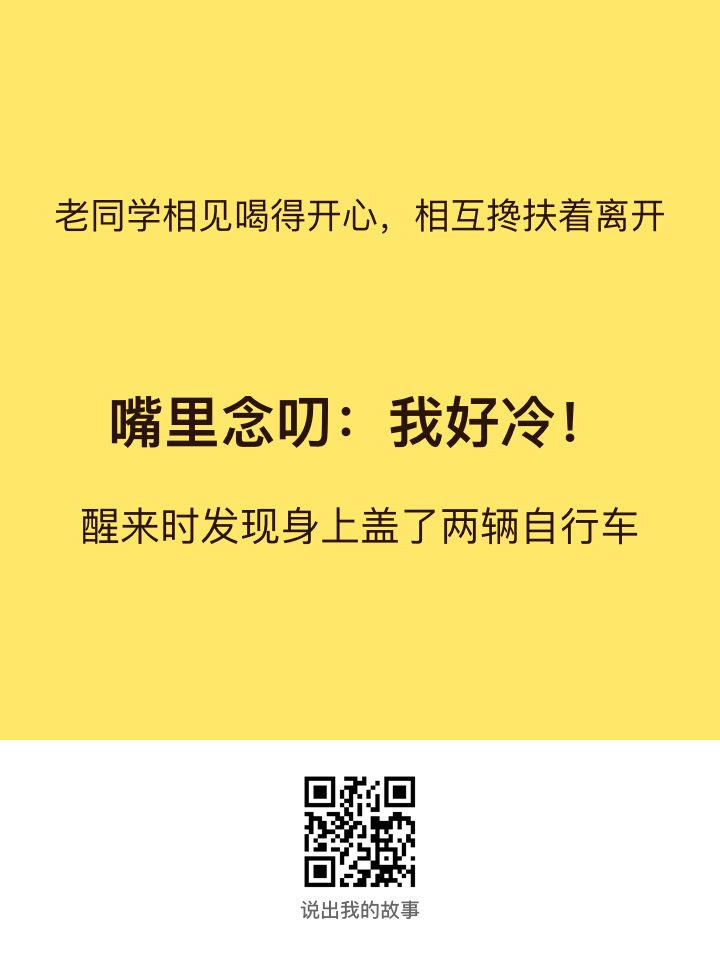 老同学相见喝得开心，相互搀扶着离开
嘴里念叨：我好冷！
醒来时发现身上盖了两辆自行车
说出我的故事